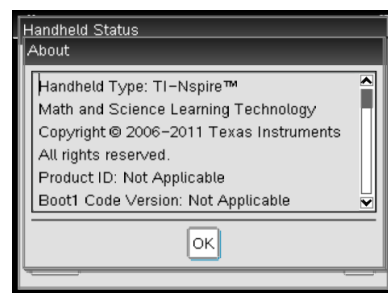 Handheld Status
About
Handheld Type: TI-Nspire™
Math and Science Learning Technology
Copyright © 2006-2011 Texas Instruments
All rights reserved.
Product ID: Not Applicable
Boot1 Code Version: Not Applicable
OK